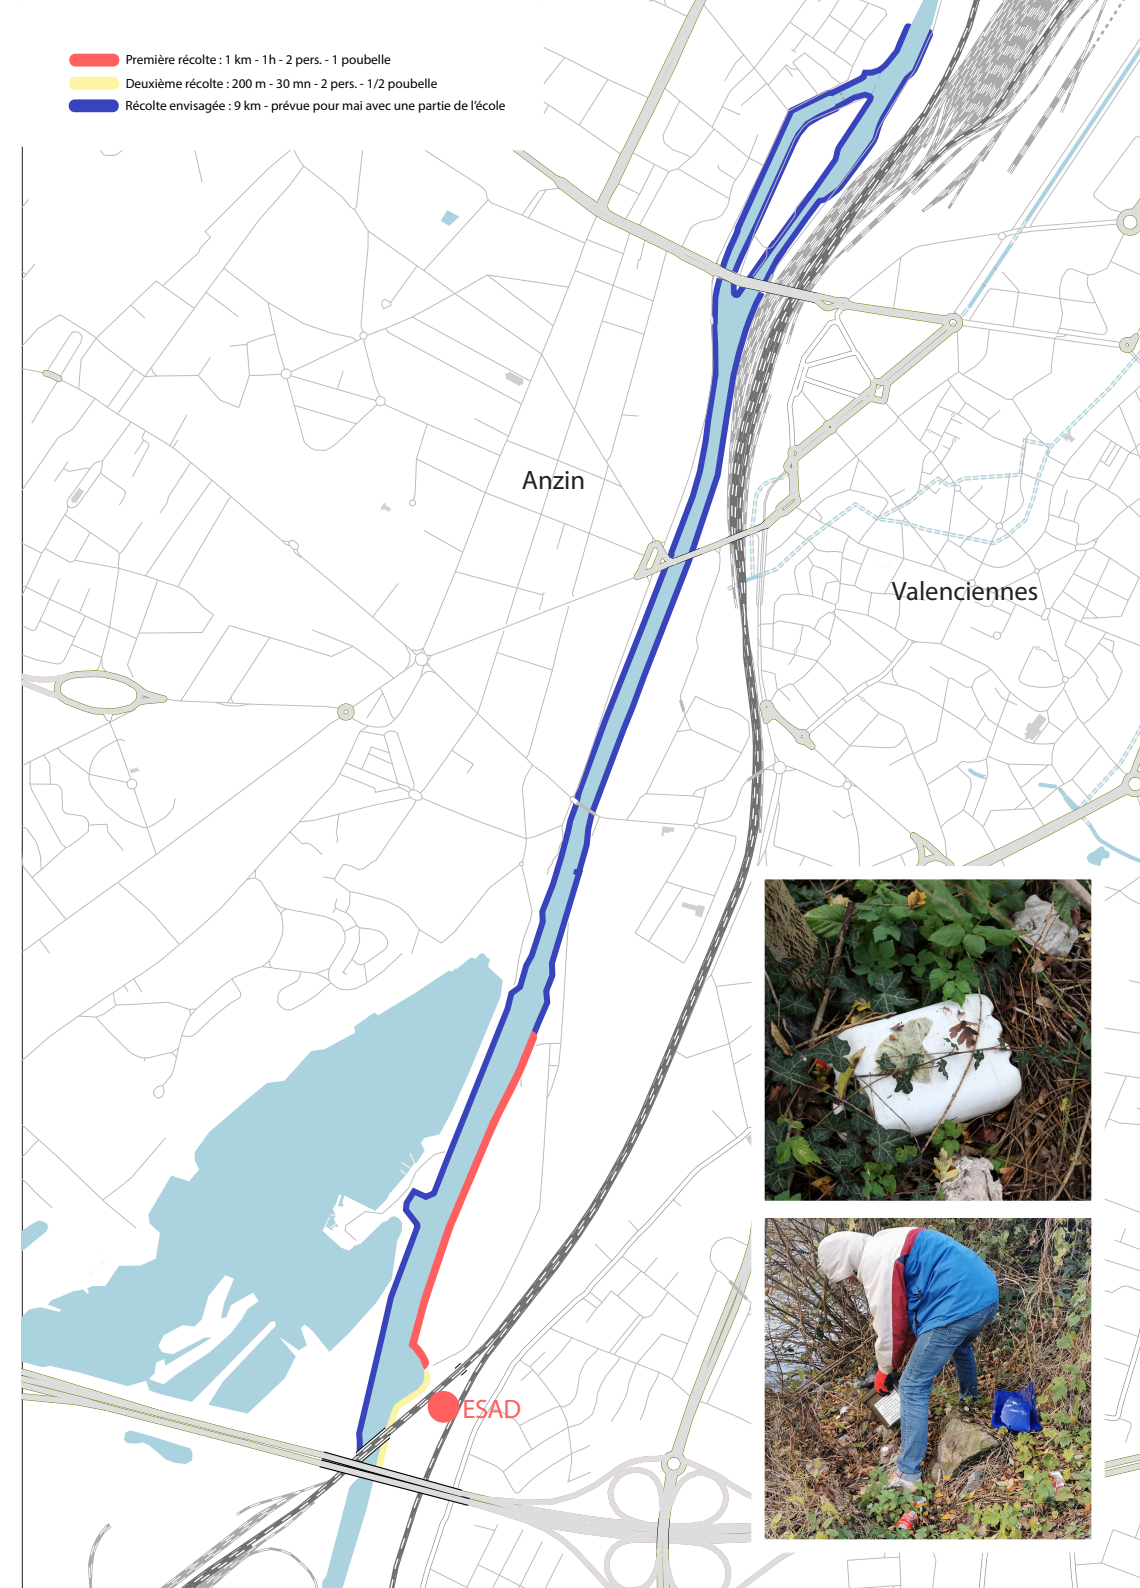 Première récolte : 1 km - 1h - 2 pers. - 1 poubelle
Deuxième récolte : 200 m - 30 mn - 2 pers. - 1/2 poubelle
Récolte envisagée : 9 km - prévue pour mai avec une partie de l'école
Anzin
Valenciennes
ESAD